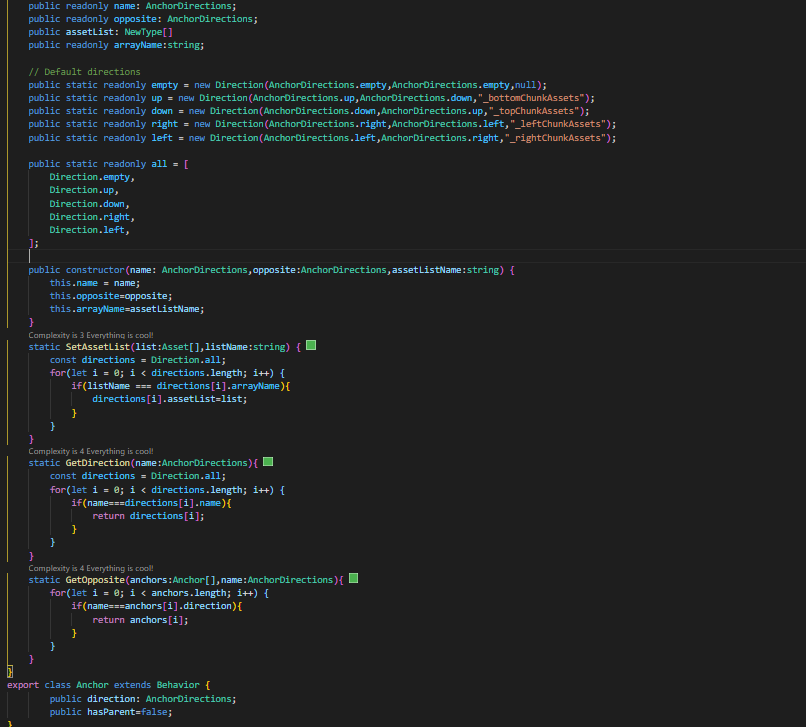 public readonly name: AnchorDirections;
public readonly opposite: AnchorDirections;
public assetList: NewType[]
public readonly arrayName:string;
// Default directions
public static readonly empty = new Direction(AnchorDirections.empty,AnchorDirections.empty,null);
public static readonly up = new Direction(AnchorDirections.up,AnchorDirections.down,"_bottomChunkAssets");
public static readonly down = new Direction(AnchorDirections.down,AnchorDirections.up,"_topChunkAssets");
public static readonly right = new Direction(AnchorDirections.right,AnchorDirections.left,"_leftChunkAssets");
public static readonly left = new Direction(AnchorDirections.left,AnchorDirections.right,"_rightChunkAssets");
public static readonly all = [
Direction.empty,
Direction.up,
Direction.down,
Direction.right,
Direction.left,
];
public constructor(name: AnchorDirections,opposite:AnchorDirections,assetListName:string) {
this.name = name;
this.opposite=opposite;
this.arrayName=assetListName;
}
Complexity is 3 Everything is cool!
static SetAssetList(list:Asset[],listName:string) {
const directions = Direction.all;
for(let i = 0; i < directions.length; i++) {
if(listName === directions[i].arrayName){
directions[i].assetList=list;
}
}
}
Complexity is 4 Everything is cool!
static GetDirection(name:AnchorDirections){
const directions = Direction.all;
for(let i = 0; i < directions.length; i++) {
if(name===directions[i].name){
return directions[i];
}
}
}
Complexity is 4 Everything is cool!
static GetOpposite(anchors:Anchor[],name:AnchorDirections){
for(let i = 0; i < anchors.length; i++) {
if(name===anchors[i].direction){
return anchors[i];
}
}
}
}
export class Anchor extends Behavior {
public direction: AnchorDirections;
public hasParent=false;
}